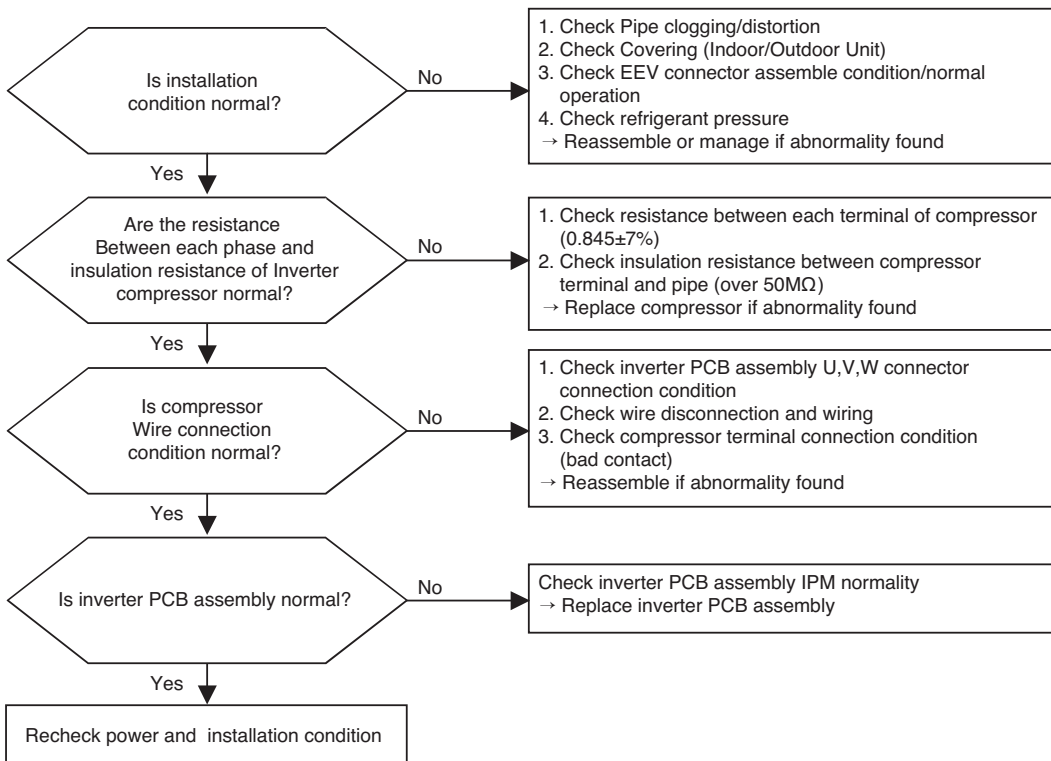 Is installation
condition normal?
No
1. Check Pipe clogging/distortion
2. Check Covering (Indoor/Outdoor Unit)
3. Check EEV connector assemble condition/normal
operation
4. Check refrigerant pressure
→ Reassemble or manage if abnormality found
Yes
Are the resistance
Between each phase and
insulation resistance of Inverter
compressor normal?
No
1. Check resistance between each terminal of compressor
(0.845±7%)
2. Check insulation resistance between compressor
terminal and pipe (over 50MΩ)
→ Replace compressor if abnormality found
Yes
Is compressor
Wire connection
condition normal?
No
1. Check inverter PCB assembly U,V,W connector
connection condition
2. Check wire disconnection and wiring
3. Check compressor terminal connection condition
(bad contact)
→ Reassemble if abnormality found
Yes
Is inverter PCB assembly normal?
No
Check inverter PCB assembly IPM normality
→ Replace inverter PCB assembly
Yes
Recheck power and installation condition